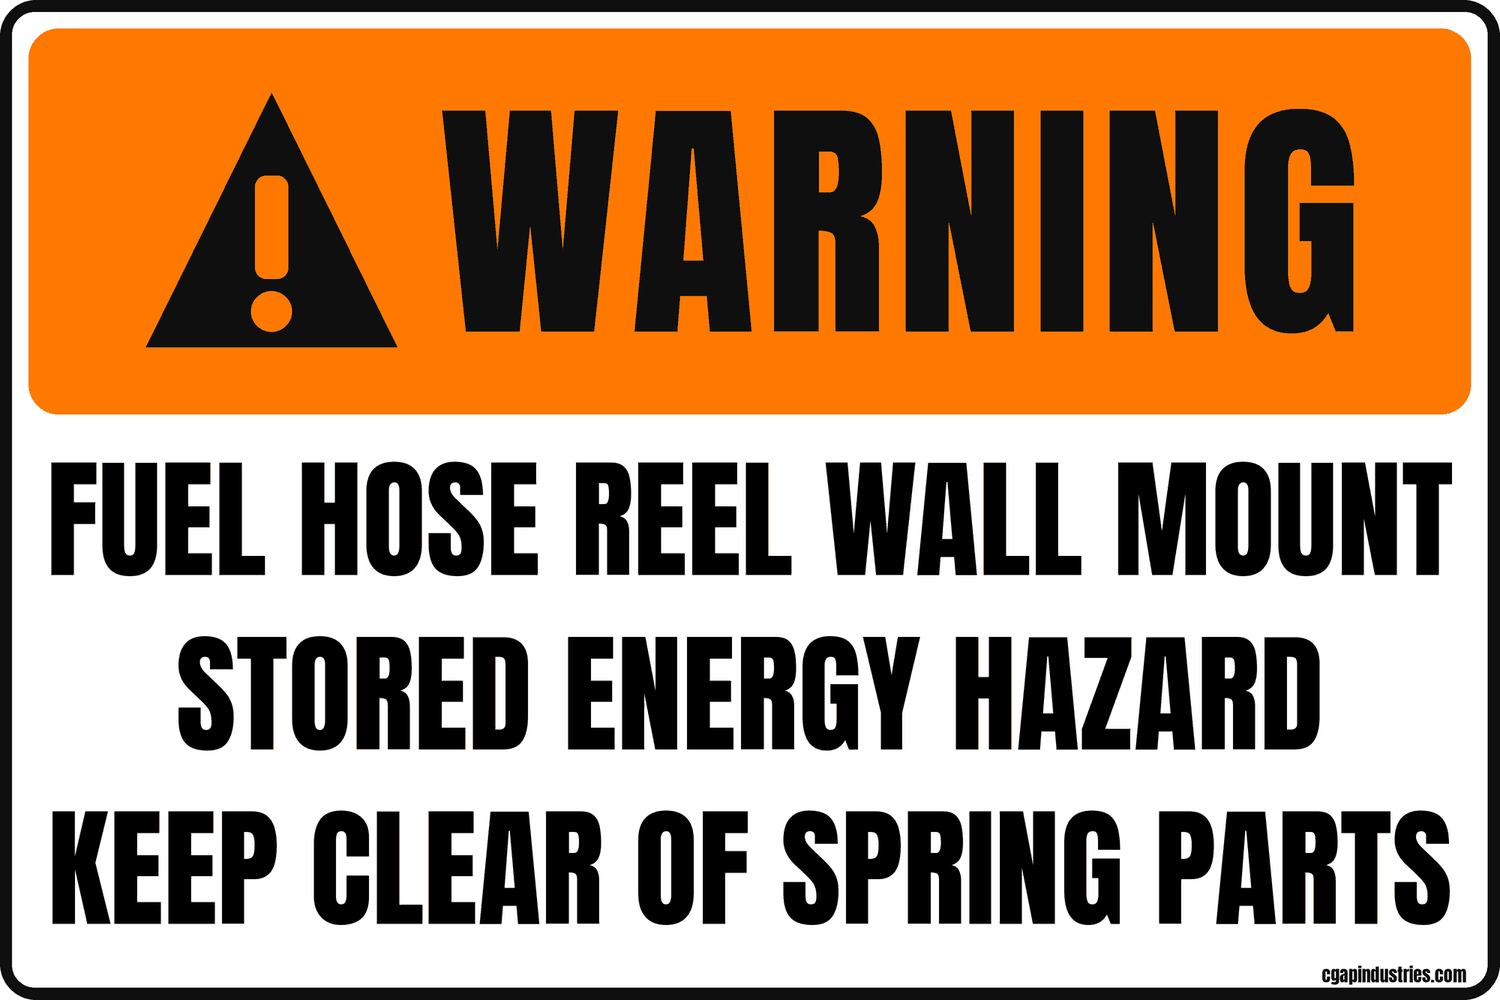 WARNING
FUEL HOSE REEL WALL MOUNT
STORED ENERGY HAZARD
KEEP CLEAR OF SPRING PARTS
cgapindustries.com